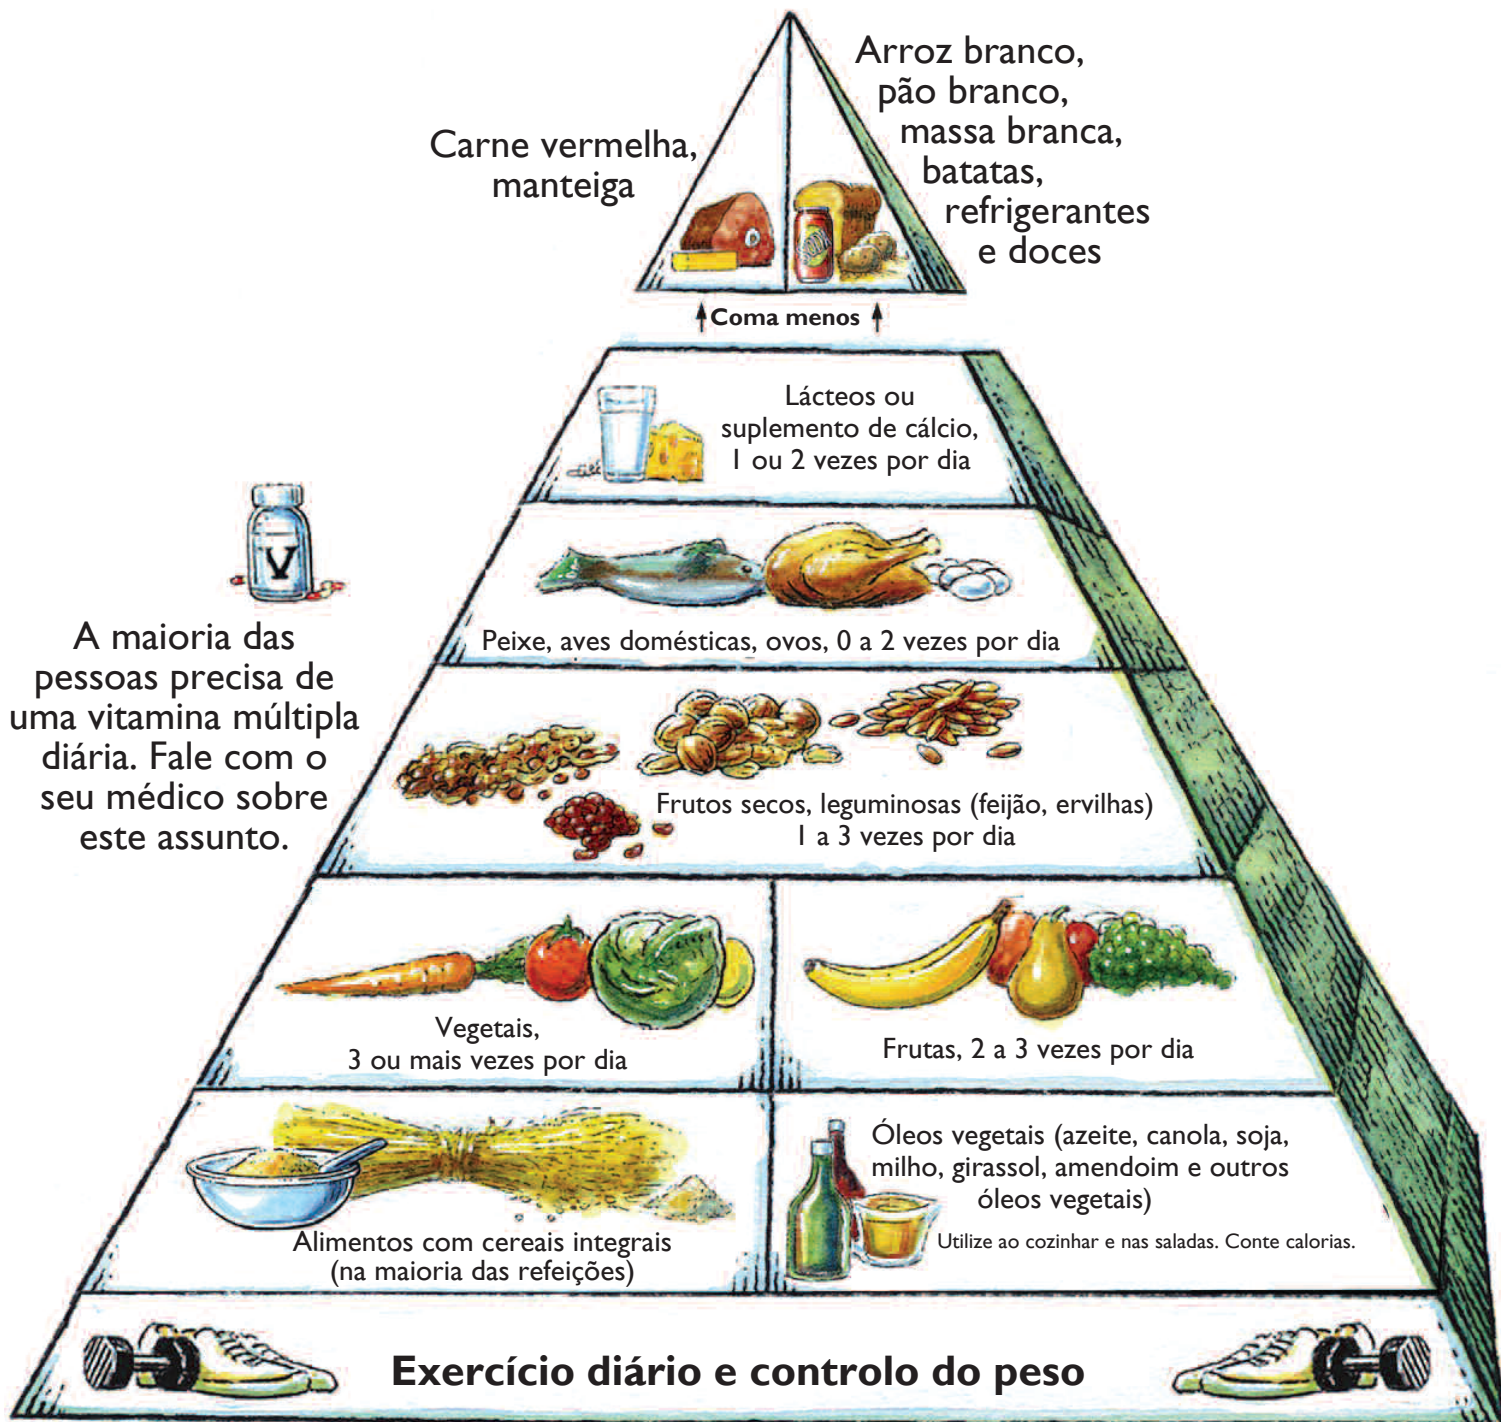 Carne vermelha,
manteiga
Arroz branco,
pão branco,
massa branca,
batatas,
refrigerantes
e doces
SODA
Coma menos
Lácteos ou
suplemento de cálcio,
1 ou 2 vezes por dia
V
A maioria das
pessoas precisa de
uma vitamina múltipla
diária. Fale com o
seu médico sobre
este assunto.
Peixe, aves domésticas, ovos, 0 a 2 vezes por dia
Frutos secos, leguminosas (feijão, ervilhas)
1 a 3 vezes por dia
Vegetais,
3 ou mais vezes por dia
Frutas, 2 a 3 vezes por dia
Alimentos com cereais integrais
(na maioria das refeições)
Óleos vegetais (azeite, canola, soja,
milho, girassol, amendoim e outros
óleos vegetais)
Utilize ao cozinhar e nas saladas. Conte calorias.
Exercício diário e controlo do peso